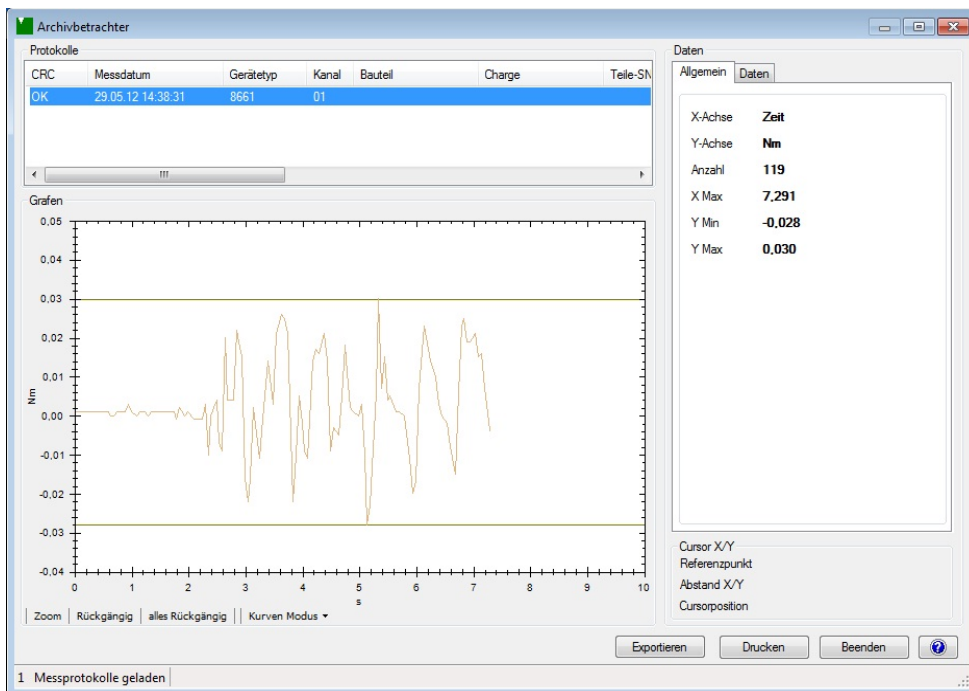 Archivbetrachter
Protokolle
CRC Messdatum Gerätetyp Kanal Bauteil Charge Teile-SN
OK 29.05.12 14:38:31 8661 01
Grafen
0,05
0,04
0,03
0,02
0,01
0,00
-0,01
-0,02
-0,03
-0,04
Nm
0 1 2 3 4 5 6 7 8 9 10
s
Zoom Rückgängig alles Rückgängig Kurven Modus
Daten
Allgemein Daten
X-Achse Zeit
Y-Achse Nm
Anzahl 119
X Max 7,291
Y Min -0,028
Y Max 0,030
Cursor X/Y
Referenzpunkt
Abstand X/Y
Cursorposition
Exportieren Drucken Beenden ?
1 Messprotokolle geladen